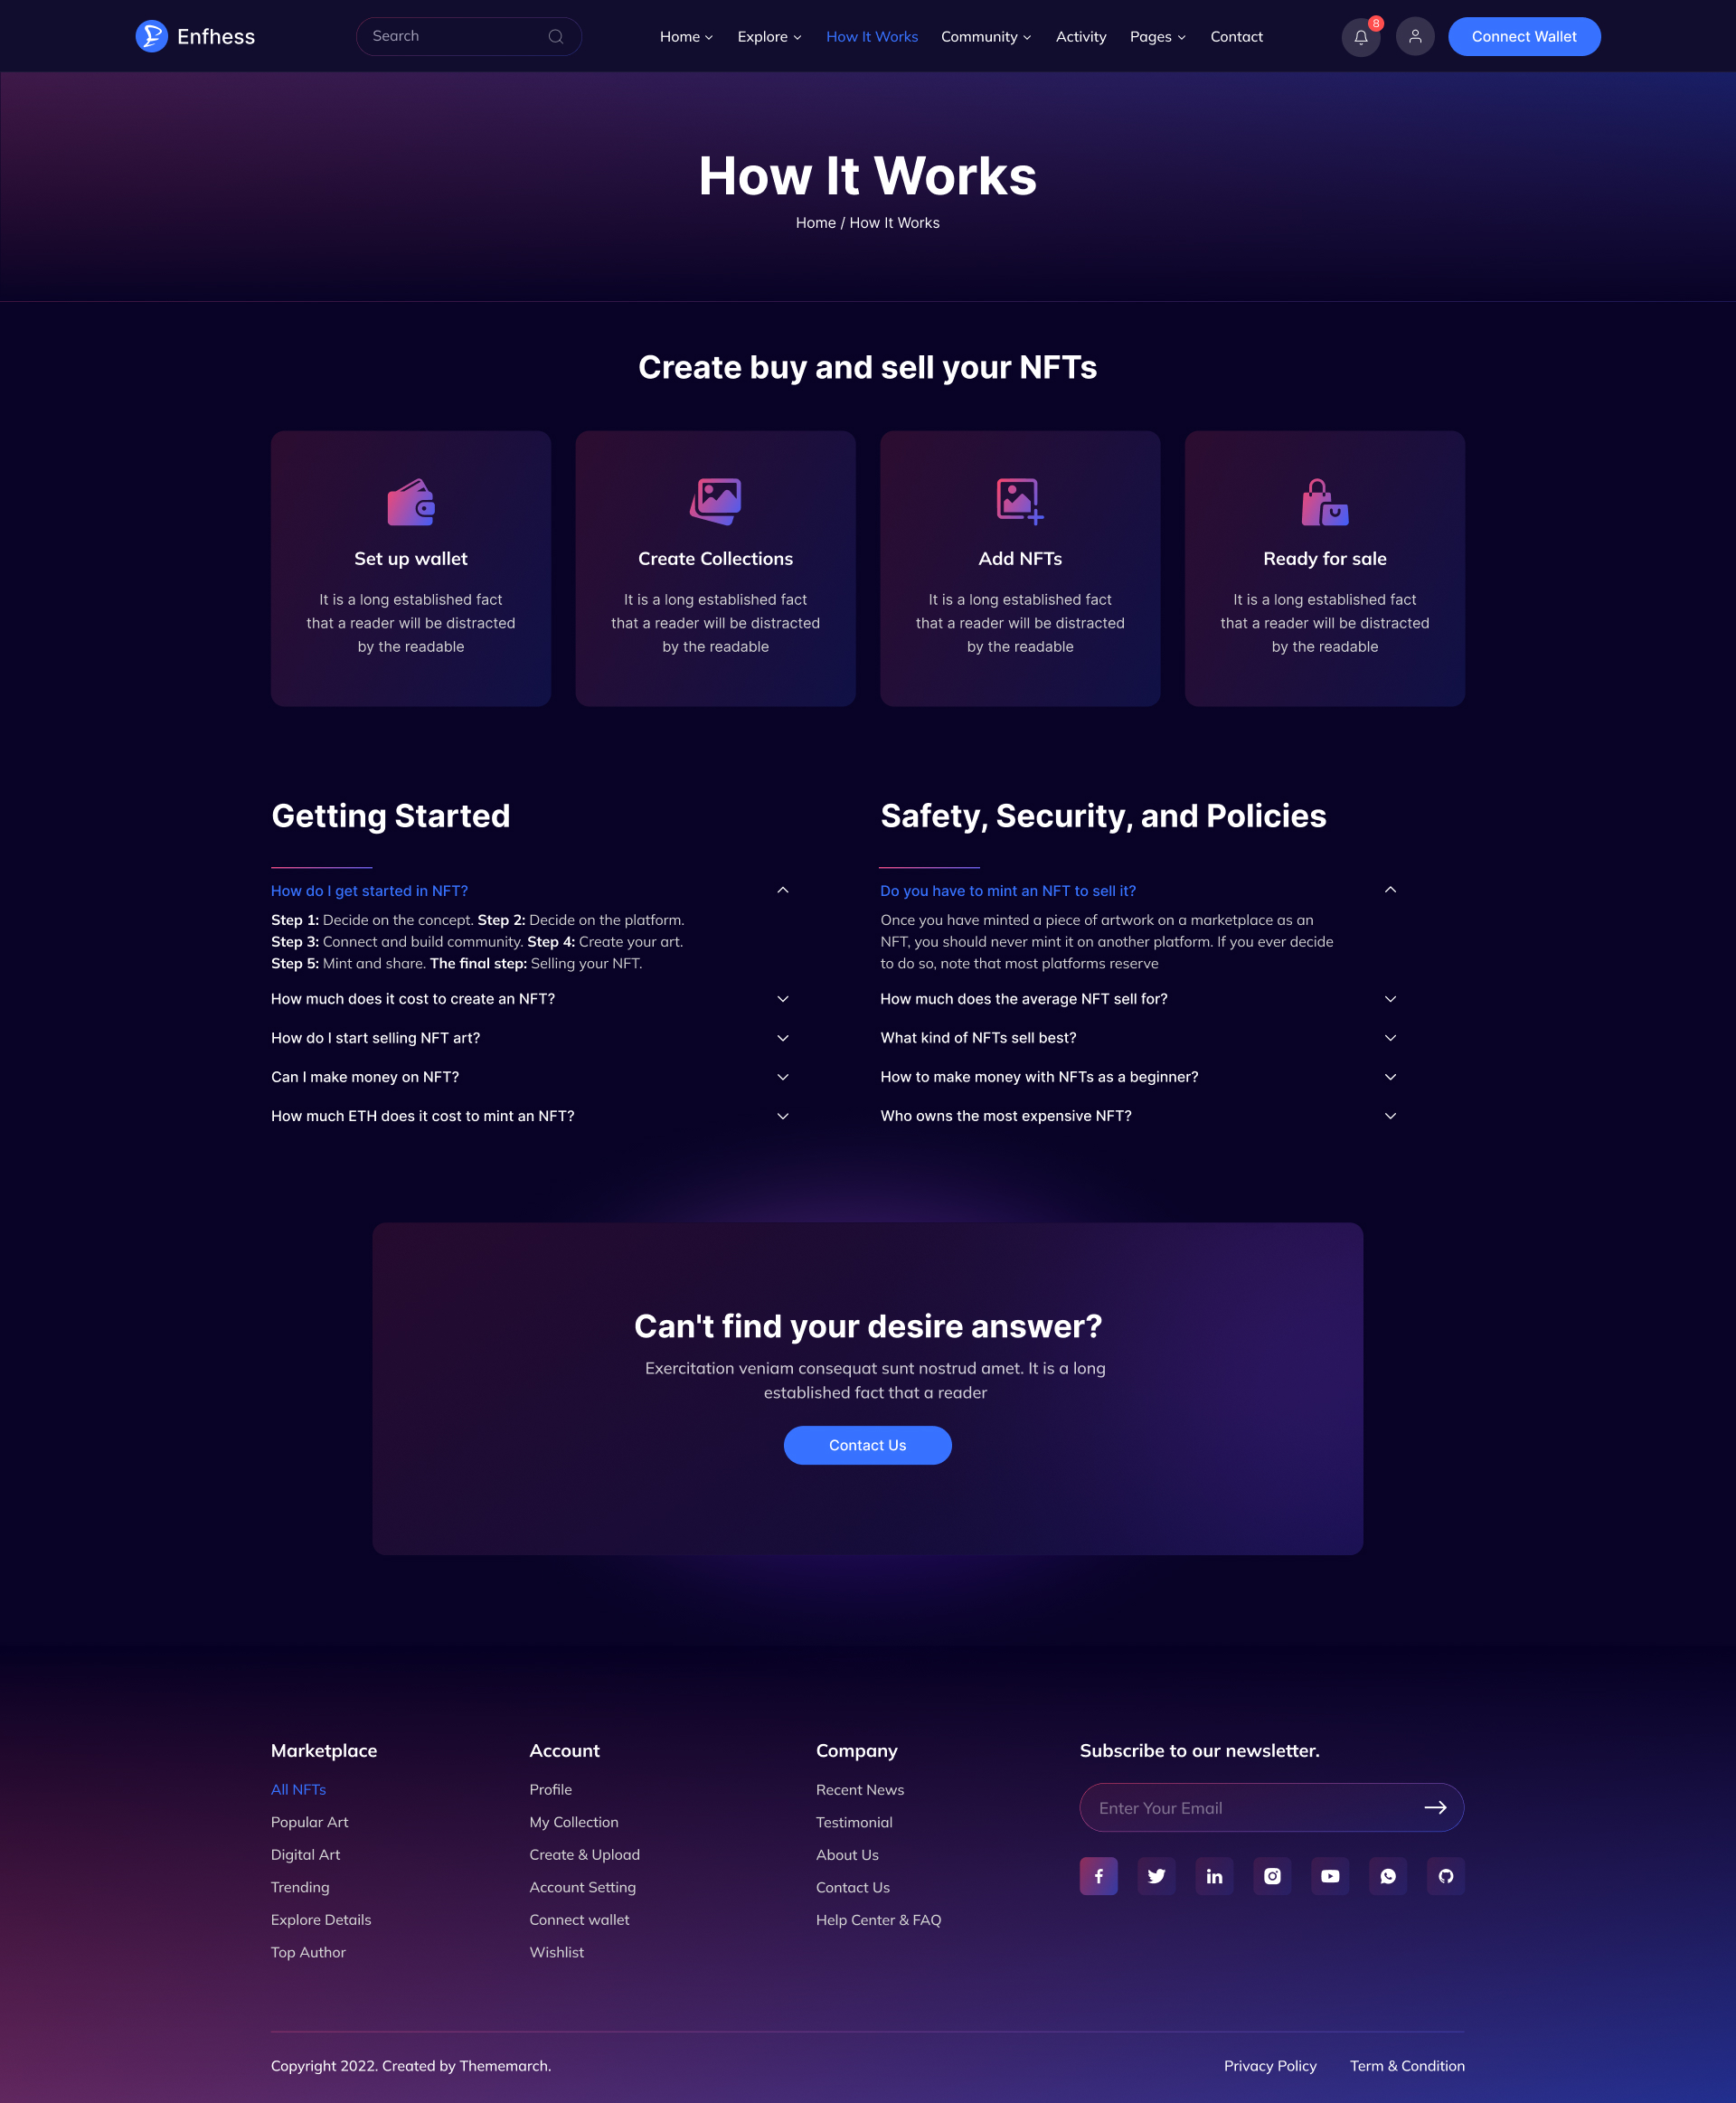 Enfhess
Search
Home
Explore
How It Works
Community
Activity
Pages
Contact
8
Connect Wallet
How It Works
Home / How It Works
Create buy and sell your NFTs
Set up wallet
It is a long established fact
that a reader will be distracted
by the readable
Create Collections
It is a long established fact
that a reader will be distracted
by the readable
Add NFTs
It is a long established fact
that a reader will be distracted
by the readable
Ready for sale
It is a long established fact
that a reader will be distracted
by the readable
Getting Started
How do I get started in NFT?
Step 1: Decide on the concept. Step 2: Decide on the platform.
Step 3: Connect and build community. Step 4: Create your art.
Step 5: Mint and share. The final step: Selling your NFT.
How much does it cost to create an NFT?
How do I start selling NFT art?
Can I make money on NFT?
How much ETH does it cost to mint an NFT?
Safety, Security, and Policies
Do you have to mint an NFT to sell it?
Once you have minted a piece of artwork on a marketplace as an
NFT, you should never mint it on another platform. If you ever decide
to do so, note that most platforms reserve
How much does the average NFT sell for?
What kind of NFTs sell best?
How to make money with NFTs as a beginner?
Who owns the most expensive NFT?
Can't find your desire answer?
Exercitation veniam consequat sunt nostrud amet. It is a long
established fact that a reader
Contact Us
Marketplace
All NFTs
Popular Art
Digital Art
Trending
Explore Details
Top Author
Account
Profile
My Collection
Create & Upload
Account Setting
Connect wallet
Wishlist
Company
Recent News
Testimonial
About Us
Contact Us
Help Center & FAQ
Subscribe to our newsletter.
Enter Your Email
Copyright 2022. Created by Thememarch.
Privacy Policy
Term & Condition